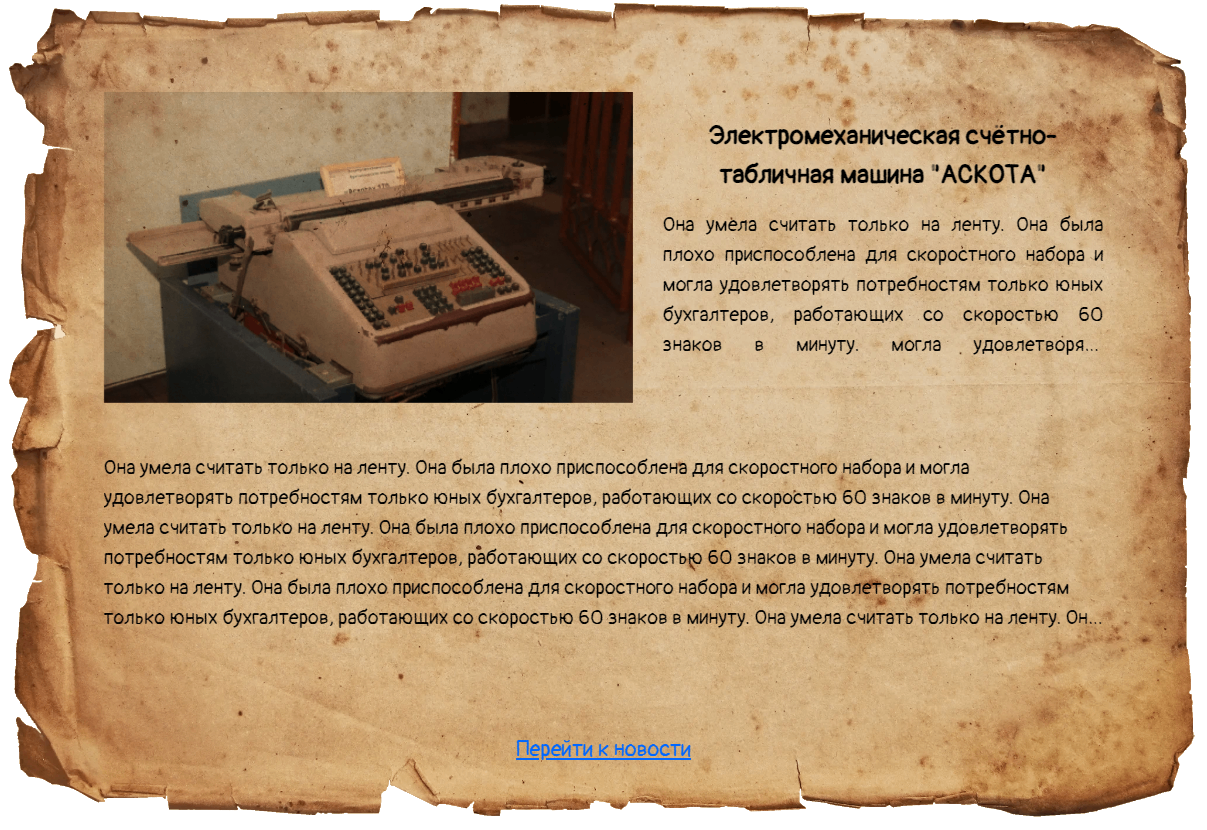 Электромеханическая счётно-
табличная машина "АСКОТА"
Она умела считать только на ленту. Она была
плохо приспособлена для скоростного набора и
могла удовлетворять потребностям только юных
бухгалтеров, работающих со скоростью 60
знаков в минуту. могла удовлетворя...
Она умела считать только на ленту. Она была плохо приспособлена для скоростного набора и могла
удовлетворять потребностям только юных бухгалтеров, работающих со скоростью 60 знаков в минуту. Она
умела считать только на ленту. Она была плохо приспособлена для скоростного набора и могла удовлетворять
потребностям только юных бухгалтеров, работающих со скоростью 60 знаков в минуту. Она умела считать
только на ленту. Она была плохо приспособлена для скоростного набора и могла удовлетворять потребностям
только юных бухгалтеров, работающих со скоростью 60 знаков в минуту. Она умела считать только на ленту. Он...
Перейти к новости